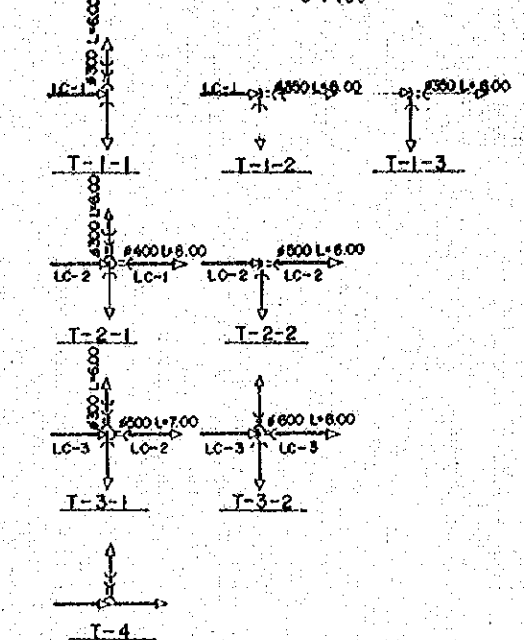 ø300 L=6.00
LC-1
T-1-1
LC-1
ø350 L=6.00
T-1-2
ø350 L=6.00
T-1-3
ø300 L=6.00
ø400 L=8.00
LC-2
LC-1
T-2-1
ø500 L=6.00
LC-2
LC-2
T-2-2
ø300 L=6.00
ø500 L=7.00
LC-3
LC-2
T-3-1
ø600 L=6.00
LC-3
LC-3
T-3-2
T-4